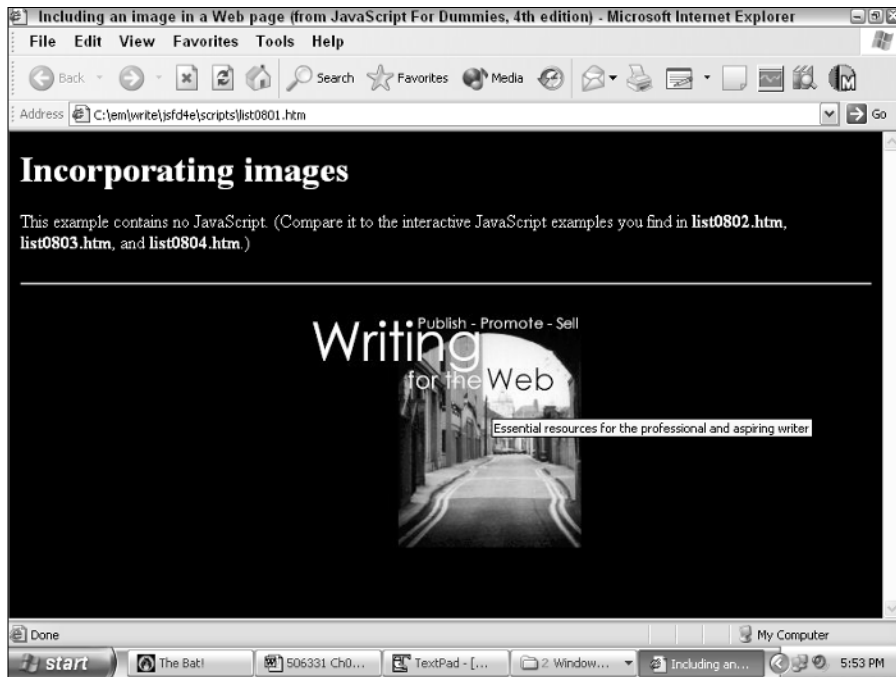 Including an image in a Web page (from JavaScript For Dummies, 4th edition) - Microsoft Internet Explorer
File Edit View Favorites Tools Help
Back Search Favorites Media
Address C:\em\write\jsfd4e\scripts\list0801.htm Go
Incorporating images
This example contains no JavaScript. (Compare it to the interactive JavaScript examples you find in list0802.htm,
list0803.htm, and list0804.htm.)
Publish - Promote - Sell
Writing
for the Web
Essential resources for the professional and aspiring writer
Done My Computer
start The Bat! 506331 Ch0... TextPad - [... 2 Window... Including an... 5:53 PM